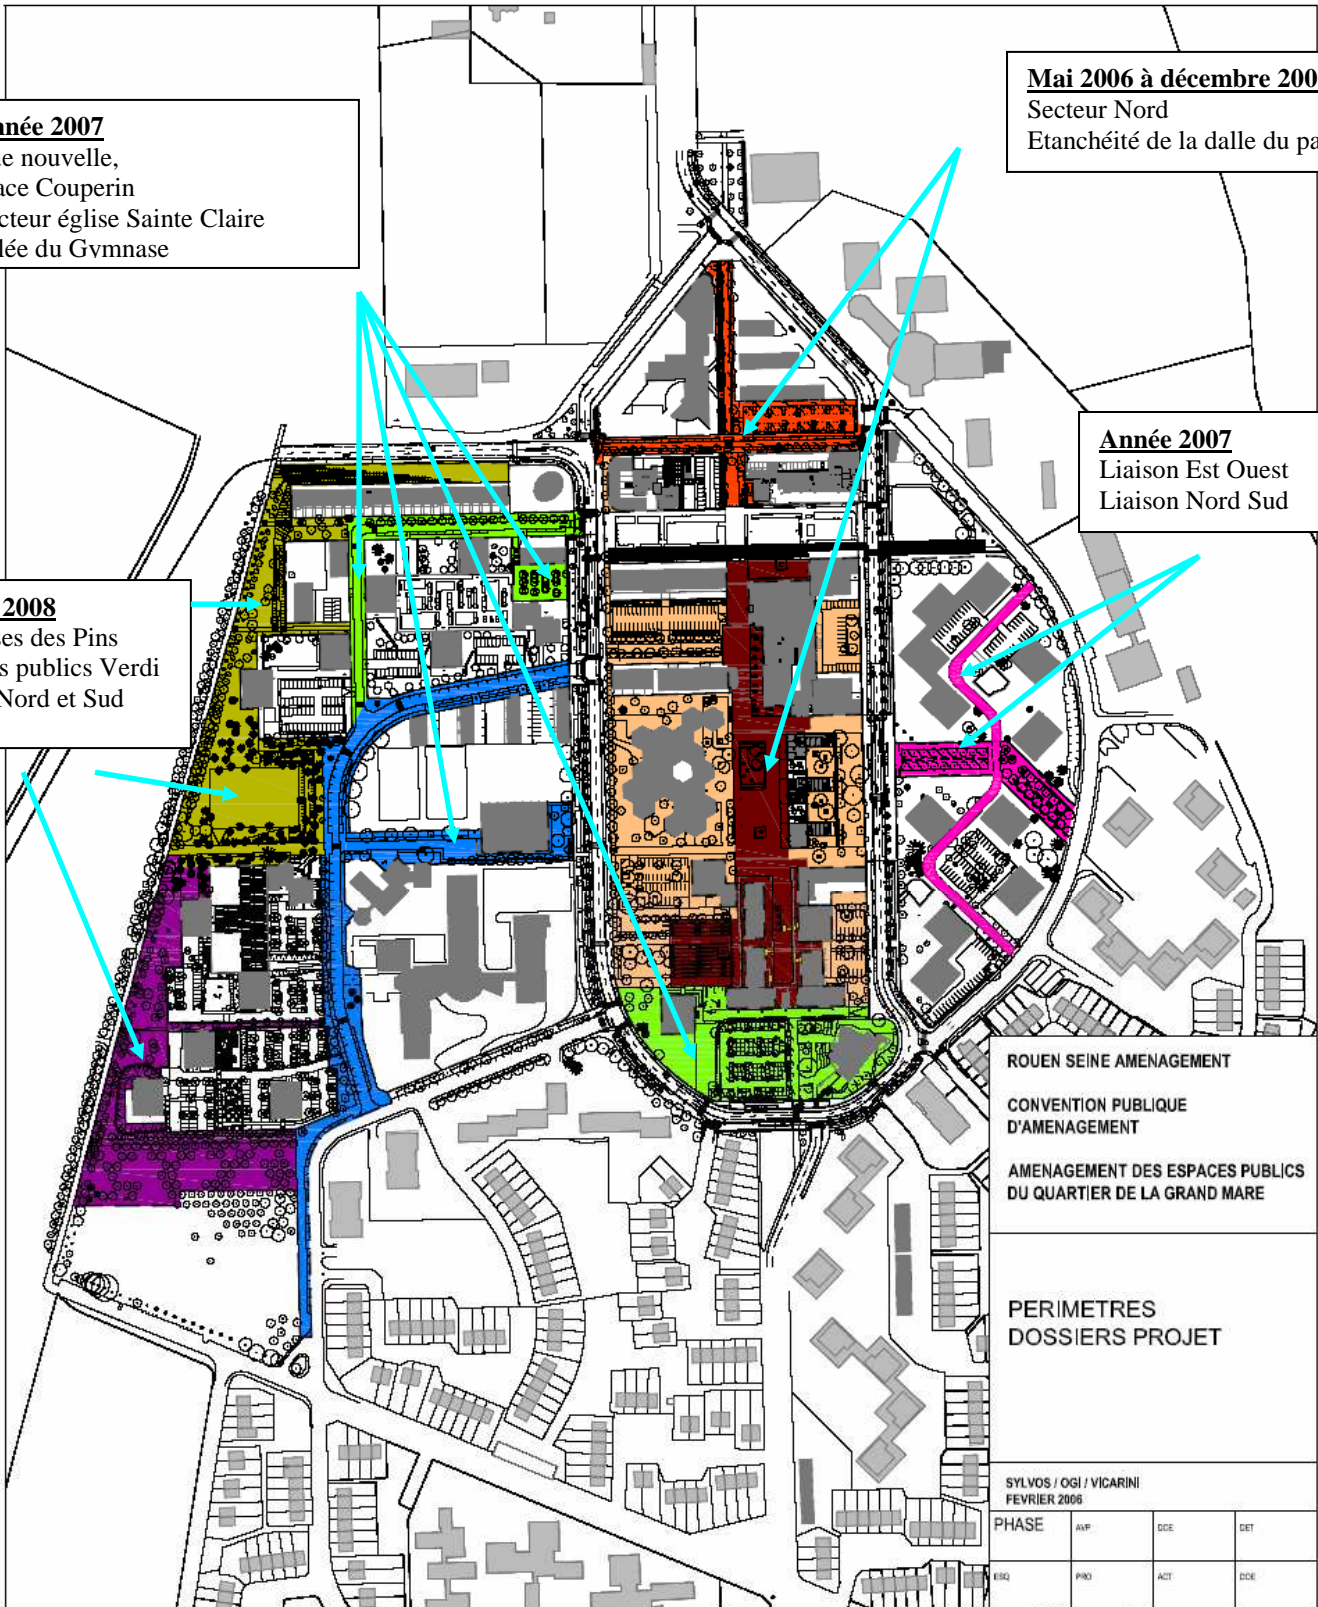 nnée 2007
e nouvelle,
ace Couperin
cteur église Sainte Claire
lée du Gymnase
Mai 2006 à décembre 200
Secteur Nord
Etanchéité de la dalle du pa
Année 2007
Liaison Est Ouest
Liaison Nord Sud
2008
es des Pins
s publics Verdi
Nord et Sud
ROUEN SEINE AMENAGEMENT
CONVENTION PUBLIQUE
D'AMENAGEMENT
AMENAGEMENT DES ESPACES PUBLICS
DU QUARTIER DE LA GRAND MARE
PERIMETRES
DOSSIERS PROJET
SYLVOS / OGI / VICARINI
FEVRIER 2006
PHASE AVP DCE DET
ESQ PRO ACT DOE